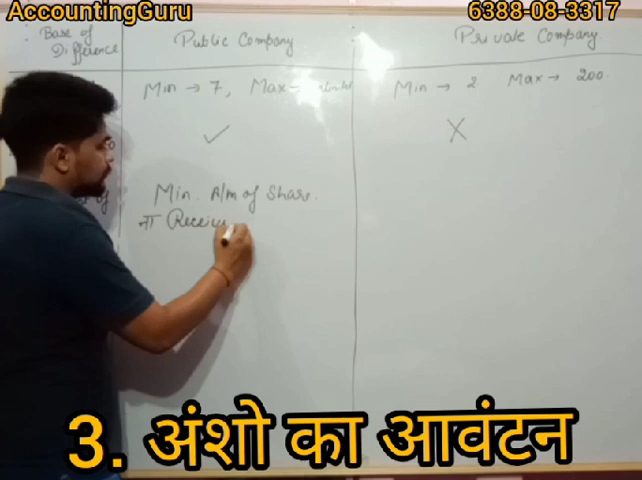 AccountingGuru
6388-08-3317
Base of
Difference
Public Company
Private Company
Min → 7, Max –
Min → 2 Max → 200.
Min. A/m of Share.
ना Receiv
3. अंशो का आवंटन